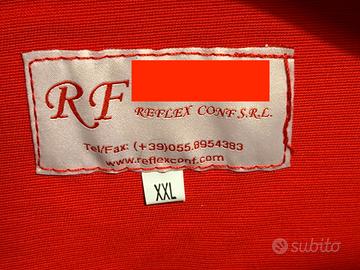 RF
REFLEX CONF S.R.L.
Tel/Fax: (+39)055.8954383
www.reflexconf.com
XXL
subito